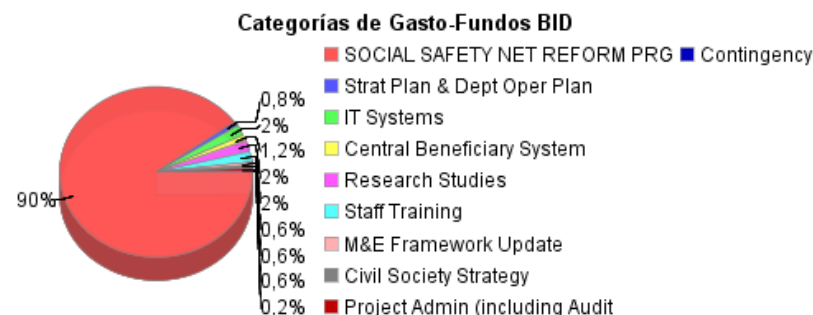 Categorías de Gasto-Fundos BID
SOCIAL SAFETY NET REFORM PRG Contingency
Strat Plan & Dept Oper Plan
IT Systems
Central Beneficiary System
Research Studies
Staff Training
M&E Framework Update
Civil Society Strategy
Project Admin (including Audit
90%
0,8%
2%
1,2%
2%
2%
0,6%
0,6%
0,6%
0,2%